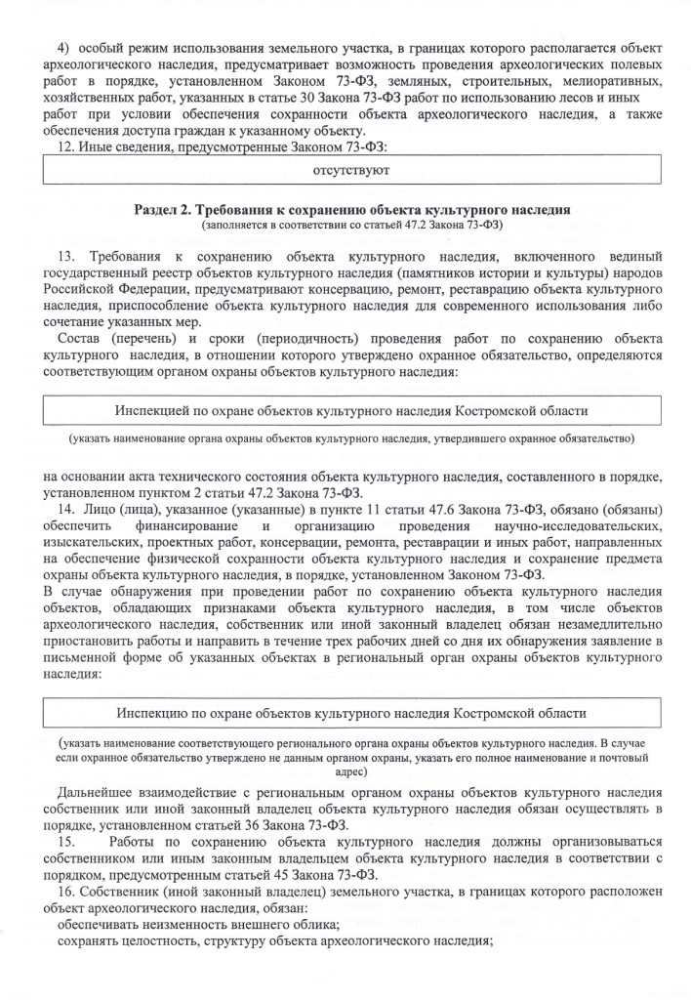 4) особый режим использования земельного участка, в границах которого располагается объект
археологического наследия, предусматривает возможность проведения археологических полевых
работ в порядке, установленном Законом 73-ФЗ, земляных, строительных, мелиоративных,
хозяйственных работ, указанных в статье 30 Закона 73-ФЗ работ по использованию лесов и иных
работ при условии обеспечения сохранности объекта археологического наследия, а также
обеспечения доступа граждан к указанному объекту.
12. Иные сведения, предусмотренные Законом 73-ФЗ:
отсутствуют
Раздел 2. Требования к сохранению объекта культурного наследия
(заполняется в соответствии со статьей 47.2 Закона 73-ФЗ)
13. Требования к сохранению объекта культурного наследия, включенного вединый
государственный реестр объектов культурного наследия (памятников истории и культуры) народов
Российской Федерации, предусматривают консервацию, ремонт, реставрацию объекта культурного
наследия, приспособление объекта культурного наследия для современного использования либо
сочетание указанных мер.
Состав (перечень) и сроки (периодичность) проведения работ по сохранению объекта
культурного наследия, в отношении которого утверждено охранное обязательство, определяются
соответствующим органом охраны объектов культурного наследия:
Инспекцией по охране объектов культурного наследия Костромской области
(указать наименование органа охраны объектов культурного наследия, утвердившего охранное обязательство)
на основании акта технического состояния объекта культурного наследия, составленного в порядке,
установленном пунктом 2 статьи 47.2 Закона 73-ФЗ.
14. Лицо (лица), указанное (указанные) в пункте 11 статьи 47.6 Закона 73-ФЗ, обязано (обязаны)
обеспечить финансирование и организацию проведения научно-исследовательских,
изыскательских, проектных работ, консервации, ремонта, реставрации и иных работ, направленных
на обеспечение физической сохранности объекта культурного наследия и сохранение предмета
охраны объекта культурного наследия, в порядке, установленном Законом 73-ФЗ.
В случае обнаружения при проведении работ по сохранению объекта культурного наследия
объектов, обладающих признаками объекта культурного наследия, в том числе объектов
археологического наследия, собственник или иной законный владелец обязан незамедлительно
приостановить работы и направить в течение трех рабочих дней со дня их обнаружения заявление в
письменной форме об указанных объектах в региональный орган охраны объектов культурного
наследия:
Инспекцию по охране объектов культурного наследия Костромской области
(указать наименование соответствующего регионального органа охраны объектов культурного наследия. В случае
если охранное обязательство утверждено не данным органом охраны, указать его полное наименование и почтовый
адрес)
Дальнейшее взаимодействие с региональным органом охраны объектов культурного наследия
собственник или иной законный владелец объекта культурного наследия обязан осуществлять в
порядке, установленном статьей 36 Закона 73-ФЗ.
15. Работы по сохранению объекта культурного наследия должны организовываться
собственником или иным законным владельцем объекта культурного наследия в соответствии с
порядком, предусмотренным статьей 45 Закона 73-ФЗ.
16. Собственник (иной законный владелец) земельного участка, в границах которого расположен
объект археологического наследия, обязан:
обеспечивать неизменность внешнего облика;
сохранять целостность, структуру объекта археологического наследия;